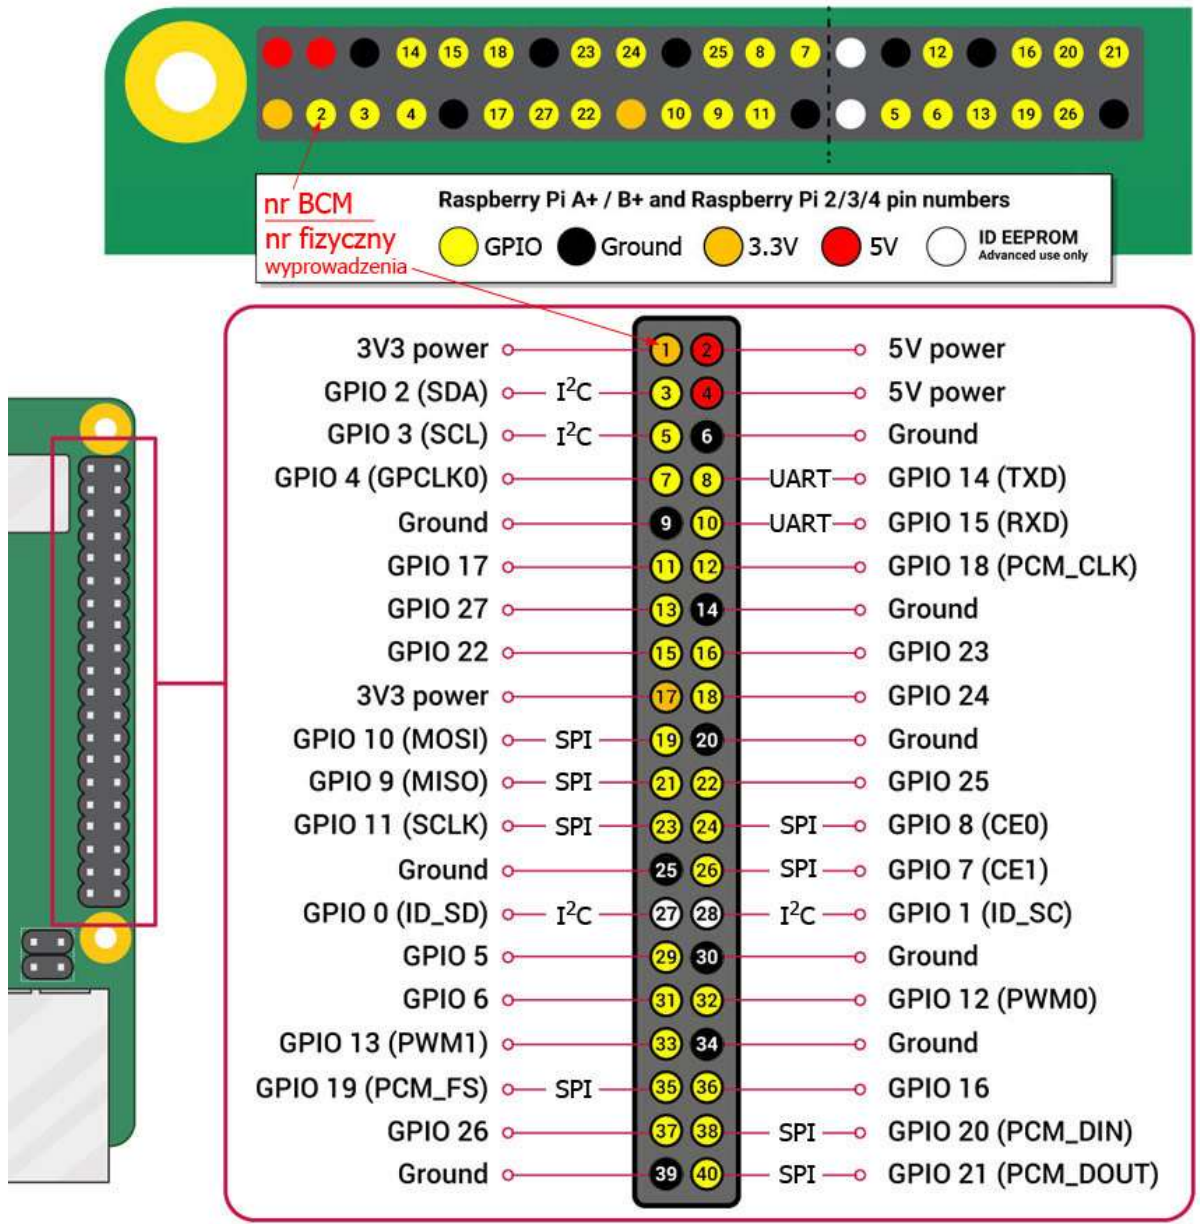 14 15 18 23 24 25 8 7 12 16 20 21
2 3 4 17 27 22 10 9 11 5 6 13 19 26
nr BCM
nr fizyczny
wyprowadzenia
Raspberry Pi A+ / B+ and Raspberry Pi 2/3/4 pin numbers
GPIO Ground 3.3V 5V ID EEPROM
Advanced use only
3V3 power 1 2 5V power
GPIO 2 (SDA) I²C 3 4 5V power
GPIO 3 (SCL) I²C 5 6 Ground
GPIO 4 (GPCLK0) 7 8 UART GPIO 14 (TXD)
Ground 9 10 UART GPIO 15 (RXD)
GPIO 17 11 12 GPIO 18 (PCM_CLK)
GPIO 27 13 14 Ground
GPIO 22 15 16 GPIO 23
3V3 power 17 18 GPIO 24
GPIO 10 (MOSI) SPI 19 20 Ground
GPIO 9 (MISO) SPI 21 22 GPIO 25
GPIO 11 (SCLK) SPI 23 24 SPI GPIO 8 (CE0)
Ground 25 26 SPI GPIO 7 (CE1)
GPIO 0 (ID_SD) I²C 27 28 I²C GPIO 1 (ID_SC)
GPIO 5 29 30 Ground
GPIO 6 31 32 GPIO 12 (PWM0)
GPIO 13 (PWM1) 33 34 Ground
GPIO 19 (PCM_FS) SPI 35 36 GPIO 16
GPIO 26 37 38 SPI GPIO 20 (PCM_DIN)
Ground 39 40 SPI GPIO 21 (PCM_DOUT)